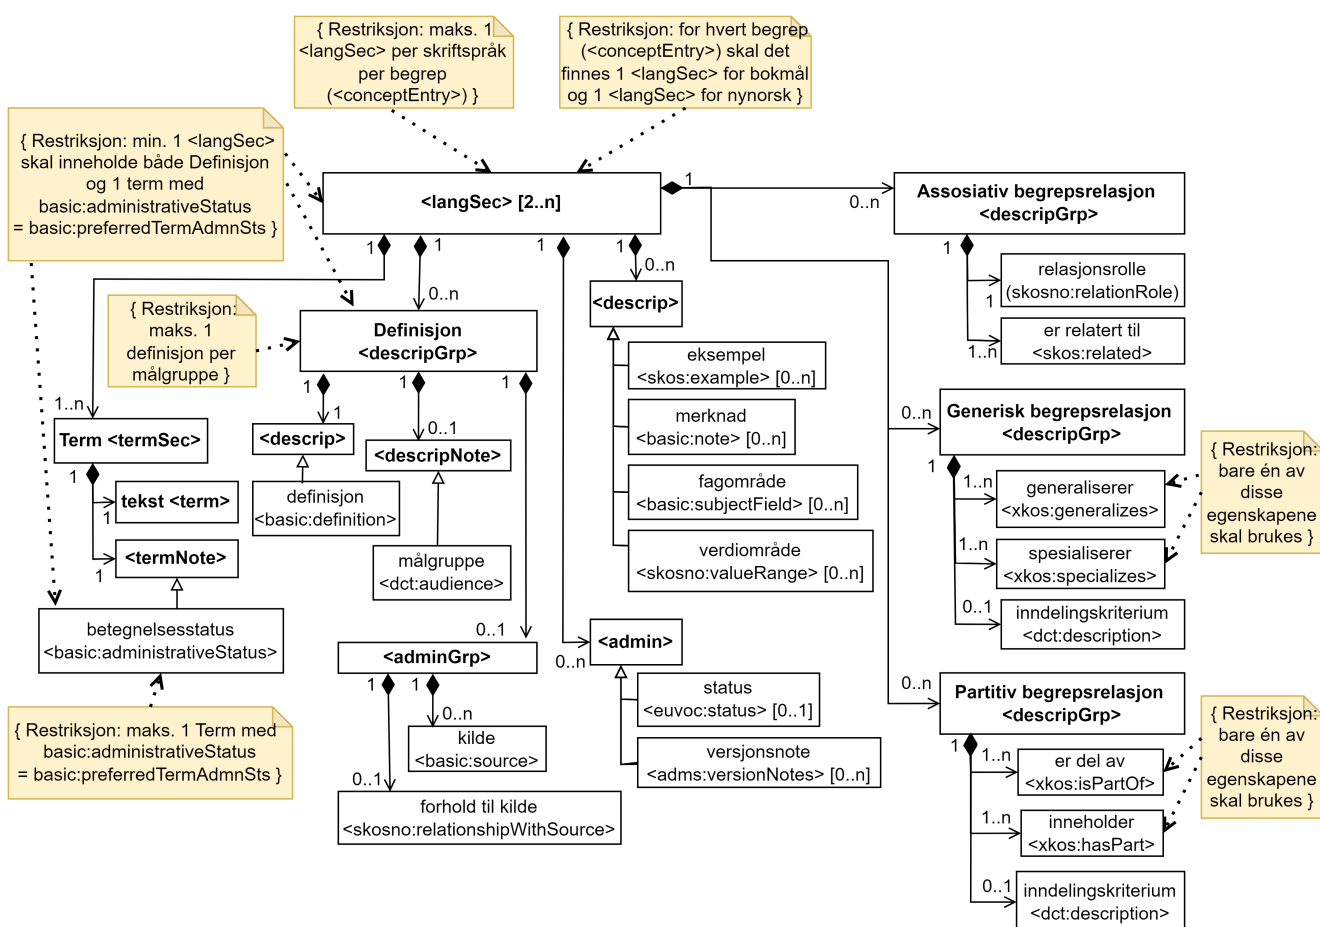 { Restriksjon: maks. 1
<langSec> per skriftspråk
per begrep
(<conceptEntry>) }
{ Restriksjon: for hvert begrep
(<conceptEntry>) skal det
finnes 1 <langSec> for bokmål
og 1 <langSec> for nynorsk }
{ Restriksjon: min. 1 <langSec>
skal inneholde både Definisjon
og 1 term med
basic:administrativeStatus
= basic:preferredTermAdmnSts }
<langSec> [2..n]
1
1
1
1
1
0..n
Assosiativ begrepsrelasjon
<descripGrp>
1
relasjonsrolle
(skosno:relationRole)
1
er relatert til
<skos:related>
1..n
{ Restriksjon:
maks. 1
definisjon per
målgruppe }
0..n
Definisjon
<descripGrp>
1
1
1
0..n
<descrip>
eksempel
<skos:example> [0..n]
merknad
<basic:note> [0..n]
fagområde
<basic:subjectField> [0..n]
verdiområde
<skosno:valueRange> [0..n]
1..n
Term <termSec>
1
tekst <term>
1
<termNote>
1
betegnelsesstatus
<basic:administrativeStatus>
{ Restriksjon: maks. 1 Term med
basic:administrativeStatus
= basic:preferredTermAdmnSts }
1
<descrip>
definisjon
<basic:definition>
0..1
<descripNote>
målgruppe
<dct:audience>
0..1
<adminGrp>
1
1
0..n
kilde
<basic:source>
0..1
forhold til kilde
<skosno:relationshipWithSource>
0..n
<admin>
status
<euvoc:status> [0..1]
versjonsnote
<adms:versionNotes> [0..n]
0..n
Generisk begrepsrelasjon
<descripGrp>
1
1..n
generaliserer
<xkos:generalizes>
1..n
spesialiserer
<xkos:specializes>
0..1
inndelingskriterium
<dct:description>
{ Restriksjon:
bare én av
disse
egenskapene
skal brukes }
0..n
Partitiv begrepsrelasjon
<descripGrp>
1
1..n
er del av
<xkos:isPartOf>
1..n
inneholder
<xkos:hasPart>
0..1
inndelingskriterium
<dct:description>
{ Restriksjon:
bare én av
disse
egenskapene
skal brukes }